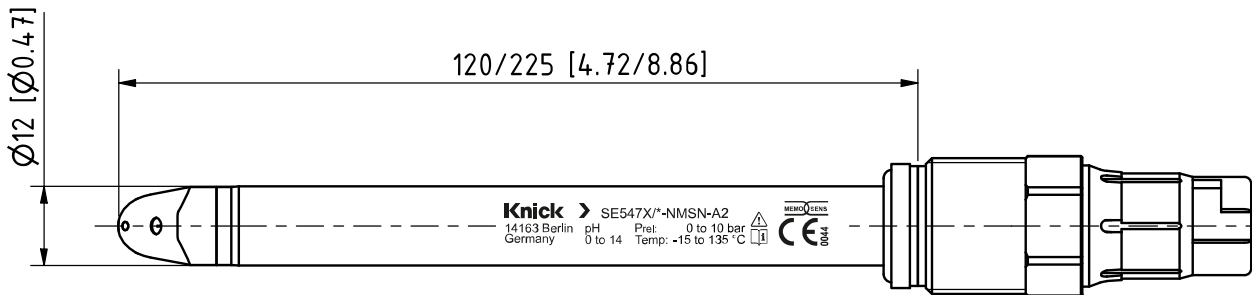 120/225 [4.72/8.86]
Ø12 [Ø0.47]
Knick > SE547X/*-NMSN-A2
14163 Berlin pH Prel: 0 to 10 bar
Germany 0 to 14 Temp: -15 to 135 °C
MEMOSENS
CE 0044